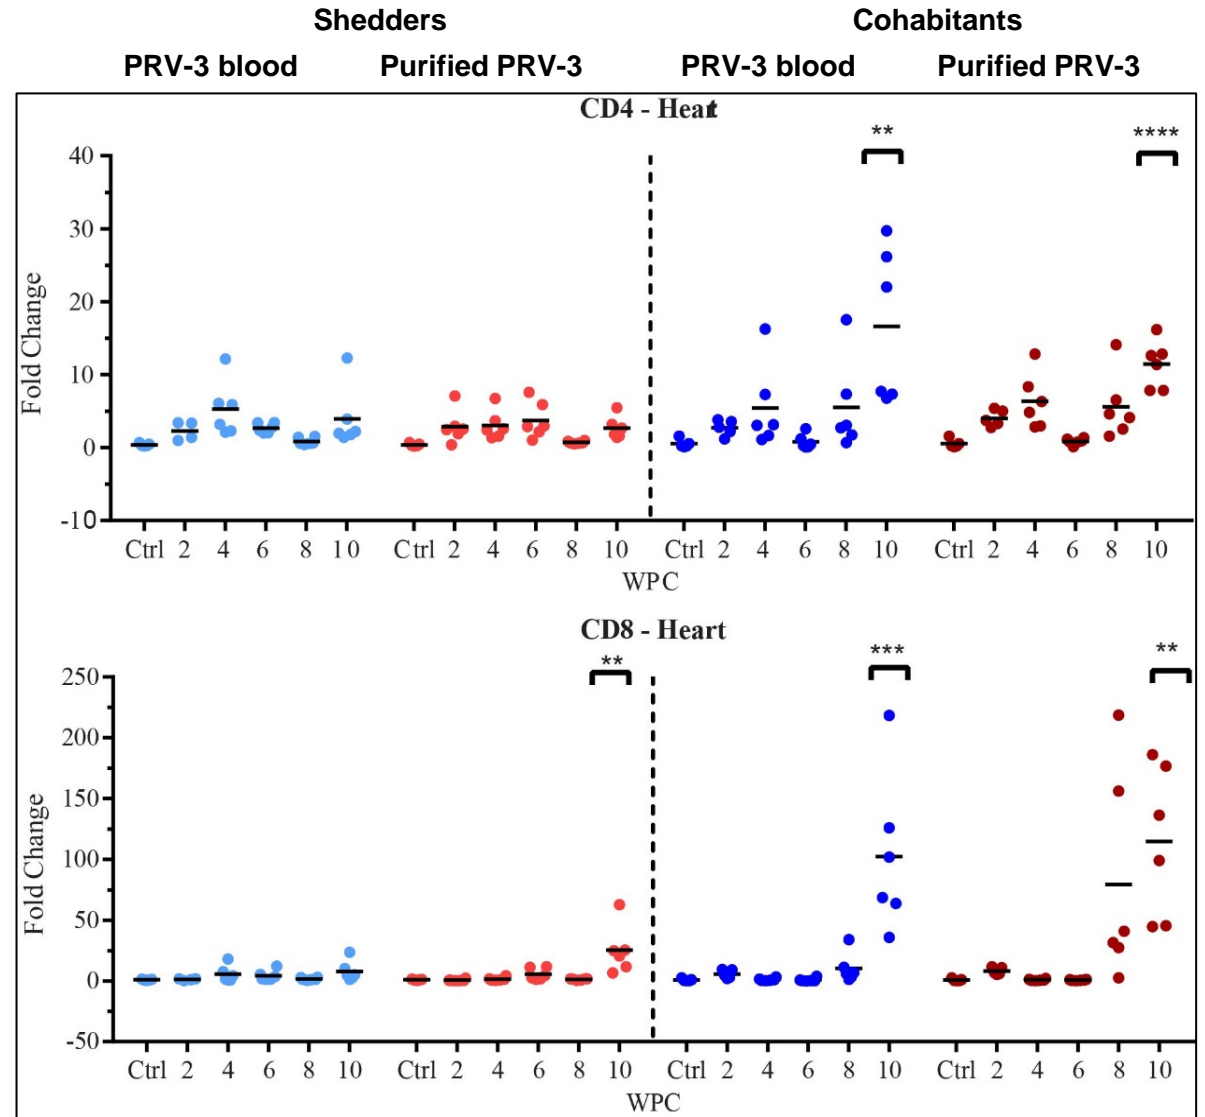 Shedders Cohabitants
PRV-3 blood Purified PRV-3 PRV-3 blood Purified PRV-3
CD4 - Heart
** ****
40
30
20
10
0
-10
Fold Change
Ctrl 2 4 6 8 10 Ctrl 2 4 6 8 10 Ctrl 2 4 6 8 10 Ctrl 2 4 6 8 10
WPC
CD8 - Heart
** *** **
250
200
150
100
50
0
-50
Fold Change
Ctrl 2 4 6 8 10 Ctrl 2 4 6 8 10 Ctrl 2 4 6 8 10 Ctrl 2 4 6 8 10
WPC